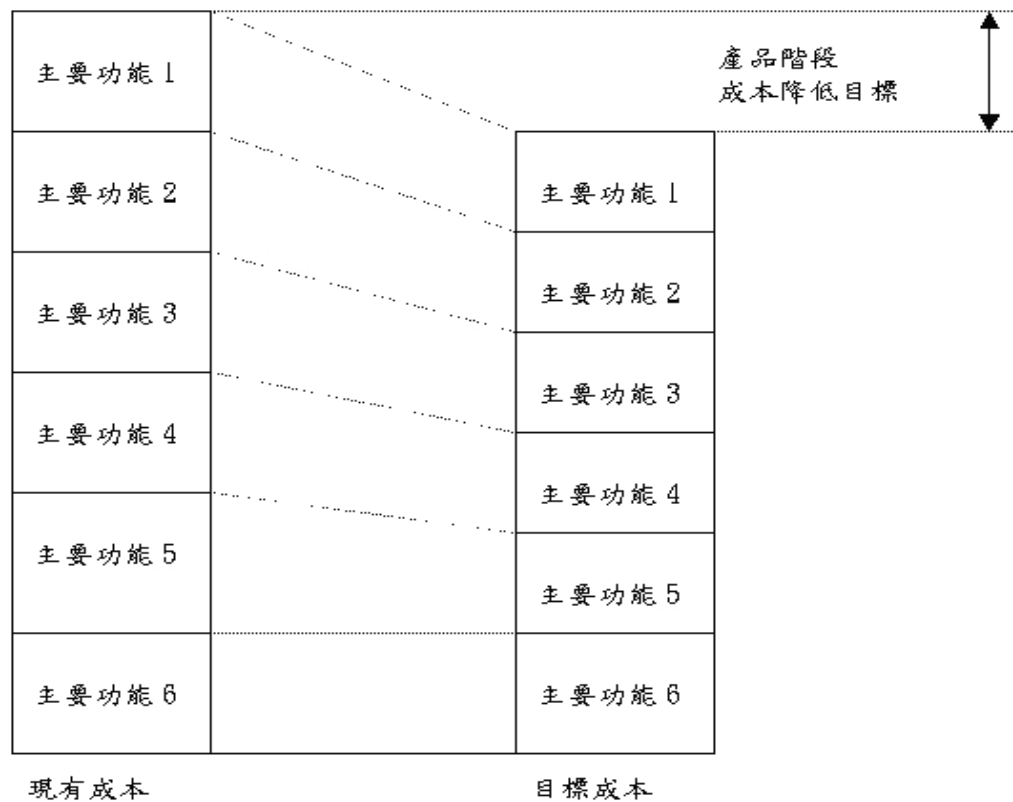 主要功能 1
主要功能 2
主要功能 3
主要功能 4
主要功能 5
主要功能 6
現有成本
主要功能 1
主要功能 2
主要功能 3
主要功能 4
主要功能 5
主要功能 6
目標成本
產品階段
成本降低目標